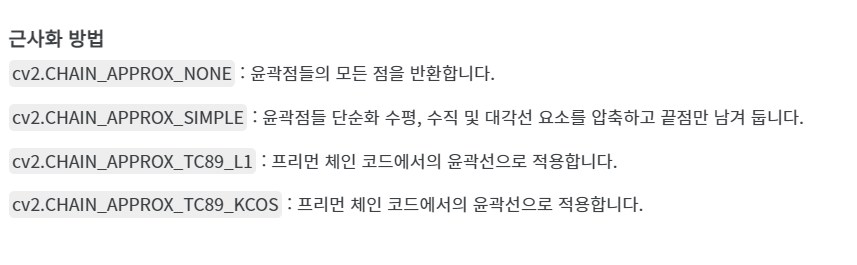 근사화 방법
cv2.CHAIN_APPROX_NONE : 윤곽점들의 모든 점을 반환합니다.
cv2.CHAIN_APPROX_SIMPLE : 윤곽점들 단순화 수평, 수직 및 대각선 요소를 압축하고 끝점만 남겨 둡니다.
cv2.CHAIN_APPROX_TC89_L1 : 프리먼 체인 코드에서의 윤곽선으로 적용합니다.
cv2.CHAIN_APPROX_TC89_KCOS : 프리먼 체인 코드에서의 윤곽선으로 적용합니다.